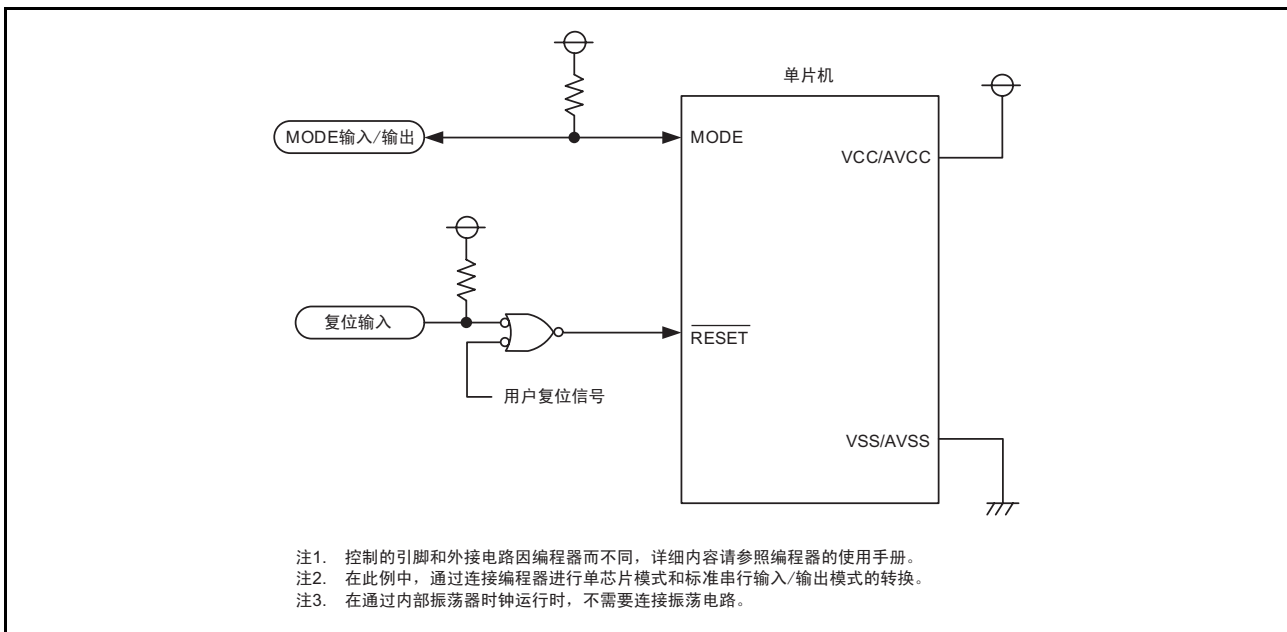 单片机
MODE输入/输出
MODE
VCC/AVCC
复位输入
RESET
用户复位信号
VSS/AVSS
注1. 控制的引脚和外接电路因编程器而不同，详细内容请参照编程器的使用手册。
注2. 在此例中，通过连接编程器进行单芯片模式和标准串行输入/输出模式的转换。
注3. 在通过内部振荡器时钟运行时，不需要连接振荡电路。